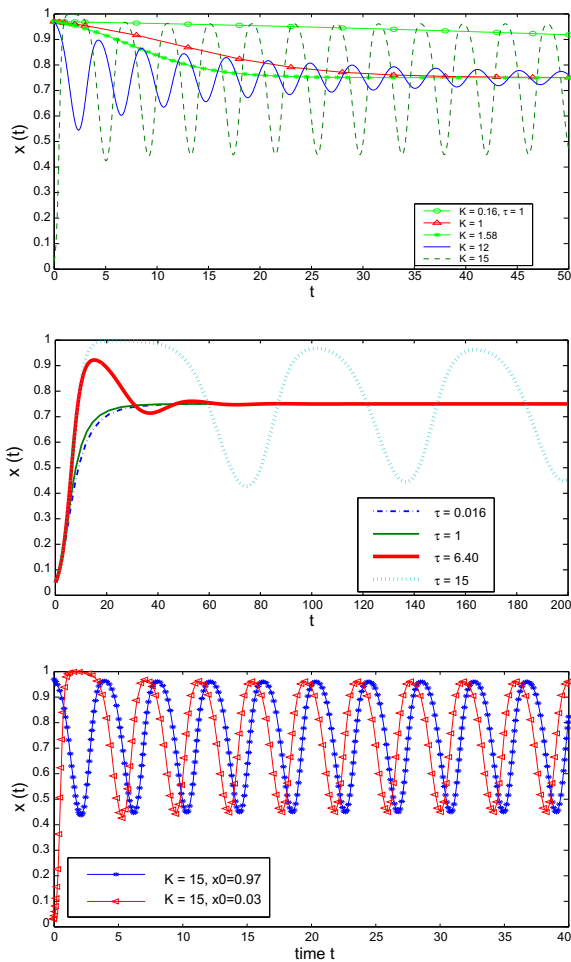 1
0.9
0.8
0.7
0.6
0.5
0.4
0.3
0.2
0.1
0
x (t)
K = 0.16, τ = 1
K = 1
K = 1.58
K = 12
K = 15
0 5 10 15 20 25 30 35 40 45 50
t
1
0.9
0.8
0.7
0.6
0.5
0.4
0.3
0.2
0.1
0
x (t)
τ = 0.016
τ = 1
τ = 6.40
τ = 15
0 20 40 60 80 100 120 140 160 180 200
t
1
0.9
0.8
0.7
0.6
0.5
0.4
0.3
0.2
0.1
0
x (t)
K = 15, x0=0.97
K = 15, x0=0.03
0 5 10 15 20 25 30 35 40
time t